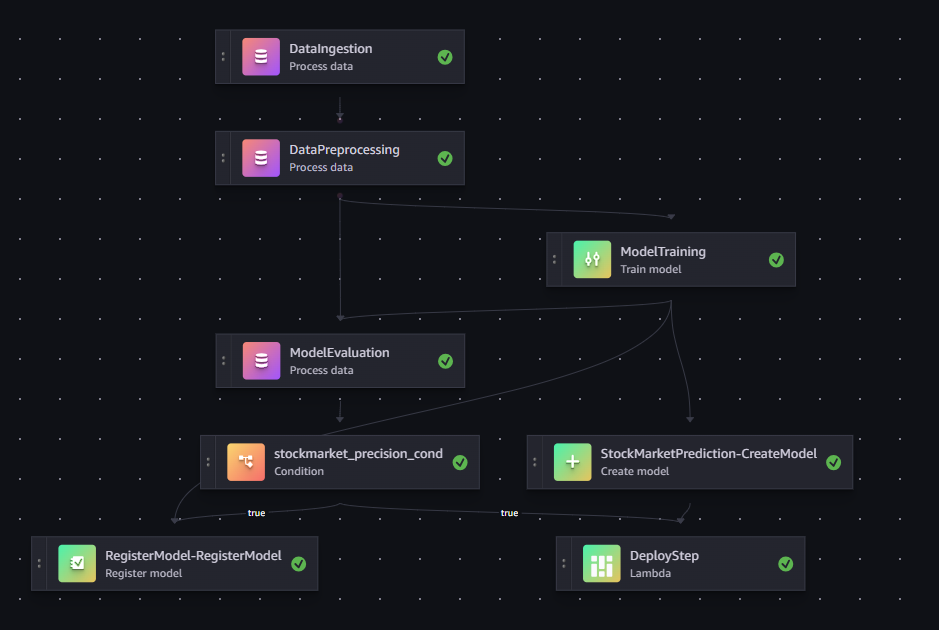 DataIngestion
Process data
DataPreprocessing
Process data
ModelTraining
Train model
ModelEvaluation
Process data
stockmarket_precision_cond
Condition
StockMarketPrediction-CreateModel
Create model
true
true
RegisterModel-RegisterModel
Register model
DeployStep
Lambda